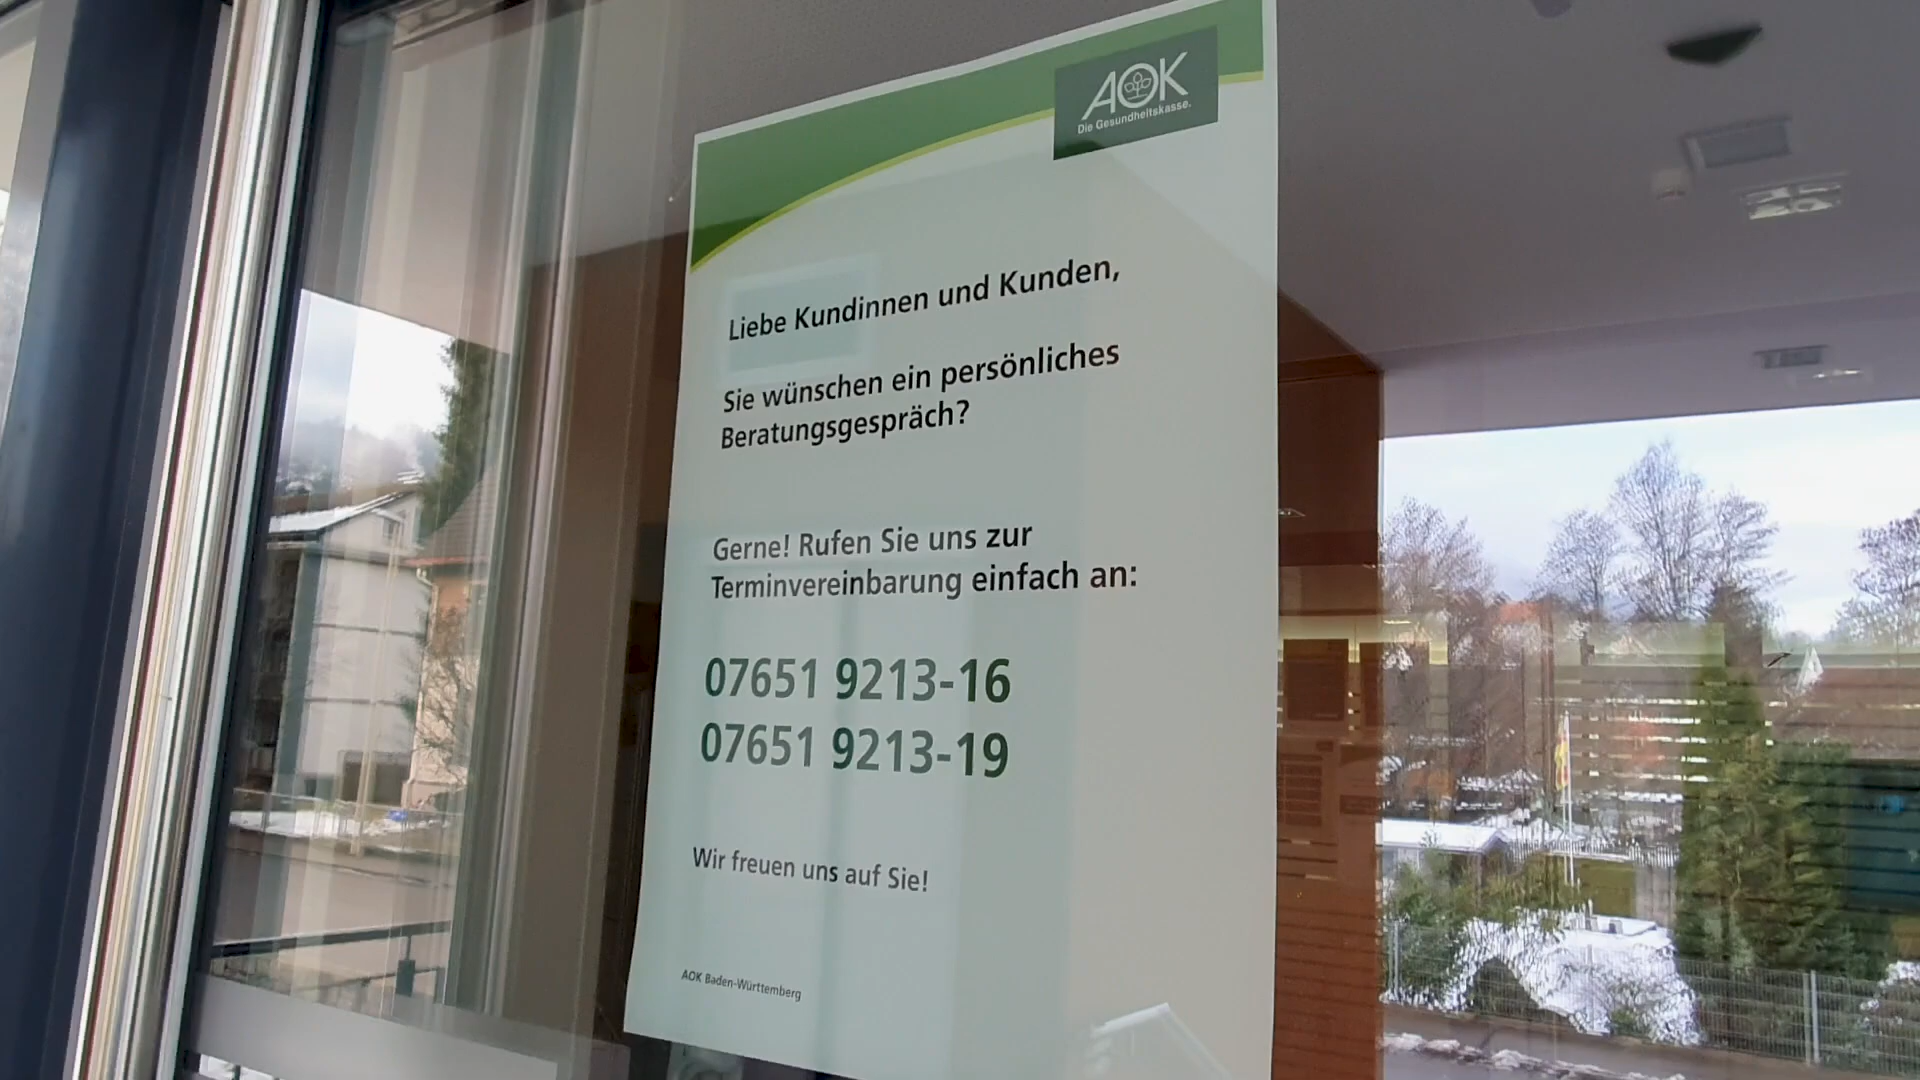 AOK
Die Gesundheitskasse.
Liebe Kundinnen und Kunden,
Sie wünschen ein persönliches
Beratungsgespräch?
Gerne! Rufen Sie uns zur
Terminvereinbarung einfach an:
07651 9213-16
07651 9213-19
Wir freuen uns auf Sie!
AOK Baden-Württemberg